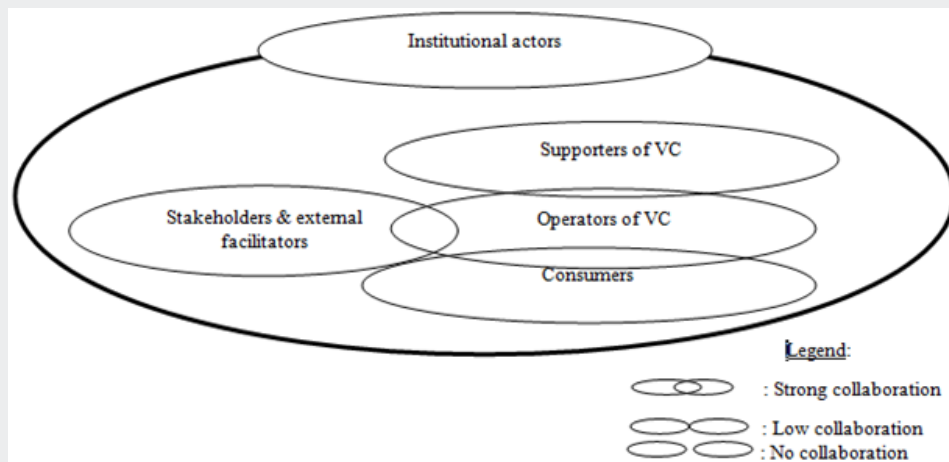 Institutional actors
Supporters of VC
Stakeholders & external
facilitators
Operators of VC
Consumers
Legend:
: Strong collaboration
: Low collaboration
: No collaboration